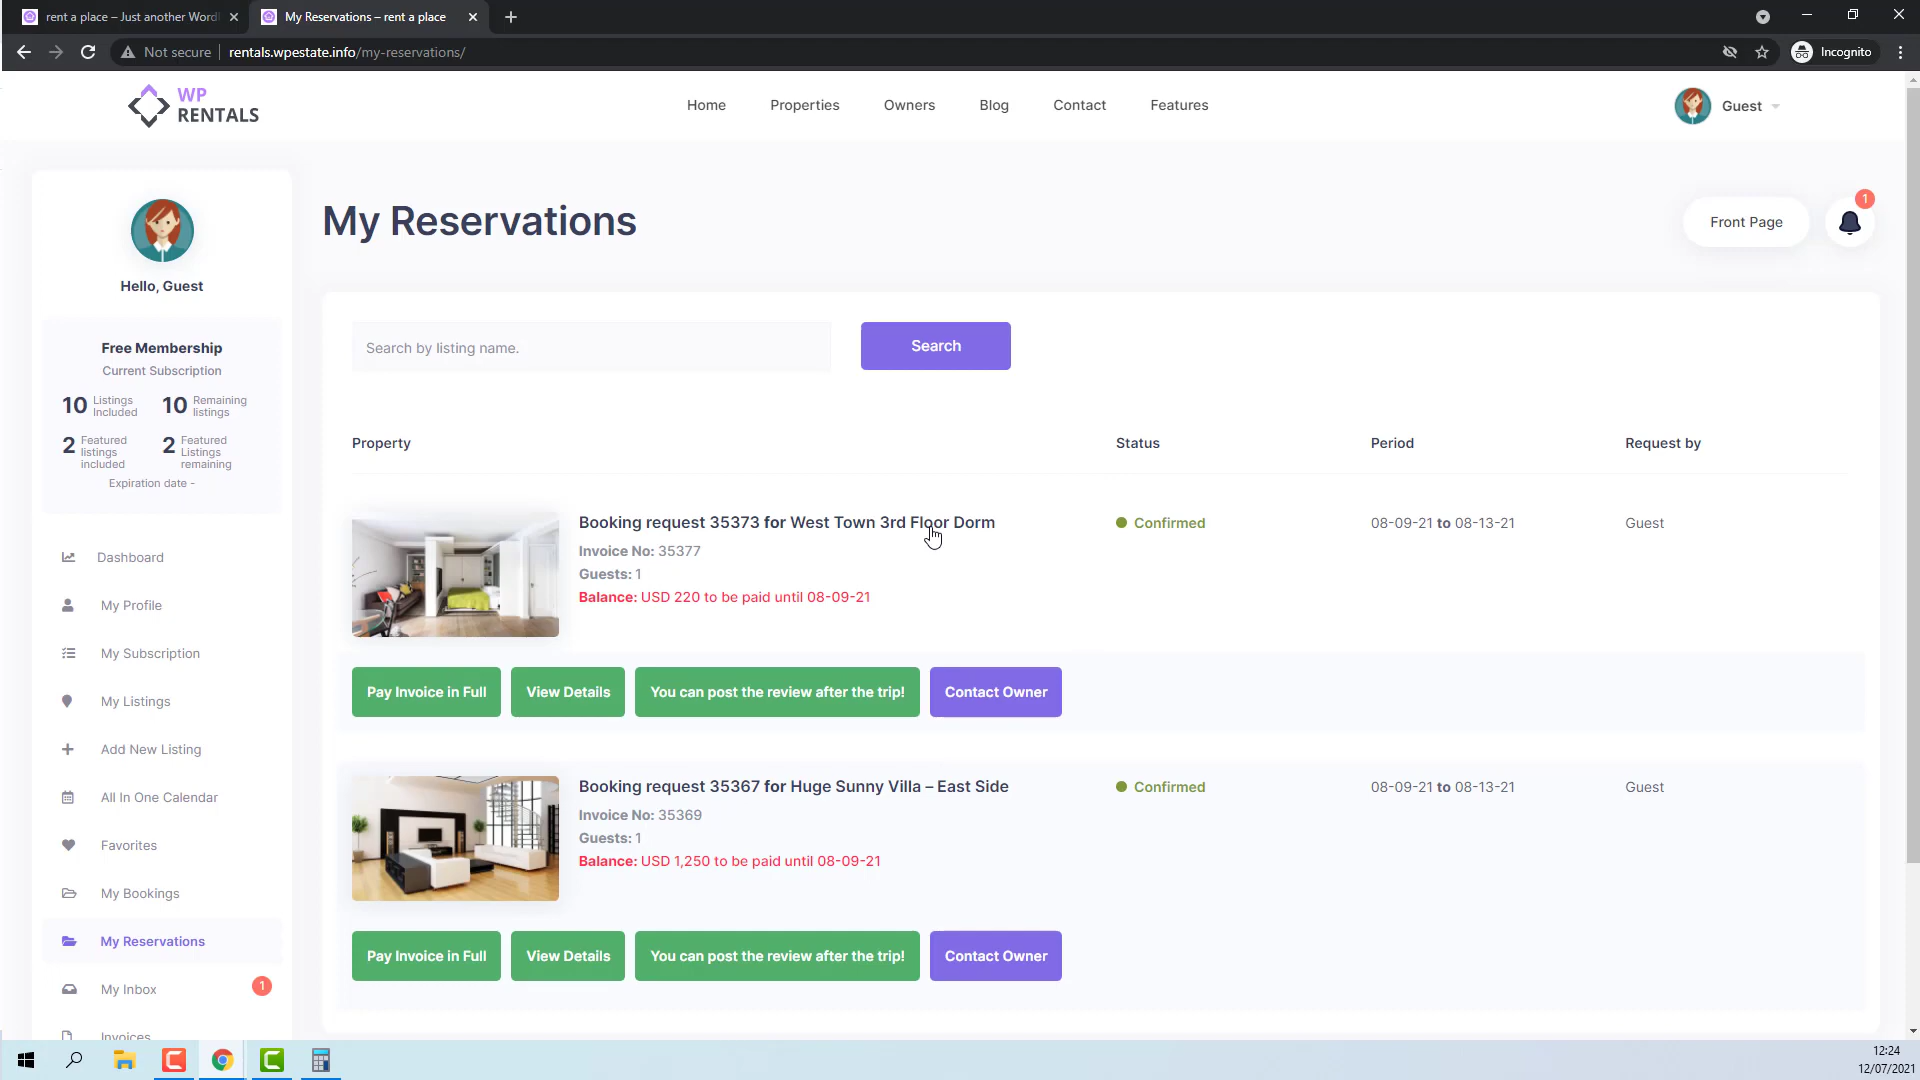 rent a place – Just another Word
My Reservations – rent a place
Not secure
rentals.wpestate.info/my-reservations/
Incognito
WP
RENTALS
Home
Properties
Owners
Blog
Contact
Features
Guest
Hello, Guest
Free Membership
Current Subscription
10 Listings Included
10 Remaining listings
2 Featured listings included
2 Featured Listings remaining
Expiration date -
Dashboard
My Profile
My Subscription
My Listings
Add New Listing
All In One Calendar
Favorites
My Bookings
My Reservations
My Inbox
1
Invoices
My Reservations
Front Page
1
Search by listing name.
Search
Property
Status
Period
Request by
Booking request 35373 for West Town 3rd Floor Dorm
Invoice No: 35377
Guests: 1
Balance: USD 220 to be paid until 08-09-21
Confirmed
08-09-21 to 08-13-21
Guest
Pay Invoice in Full
View Details
You can post the review after the trip!
Contact Owner
Booking request 35367 for Huge Sunny Villa – East Side
Invoice No: 35369
Guests: 1
Balance: USD 1,250 to be paid until 08-09-21
Confirmed
08-09-21 to 08-13-21
Guest
Pay Invoice in Full
View Details
You can post the review after the trip!
Contact Owner
12:24
12/07/2021